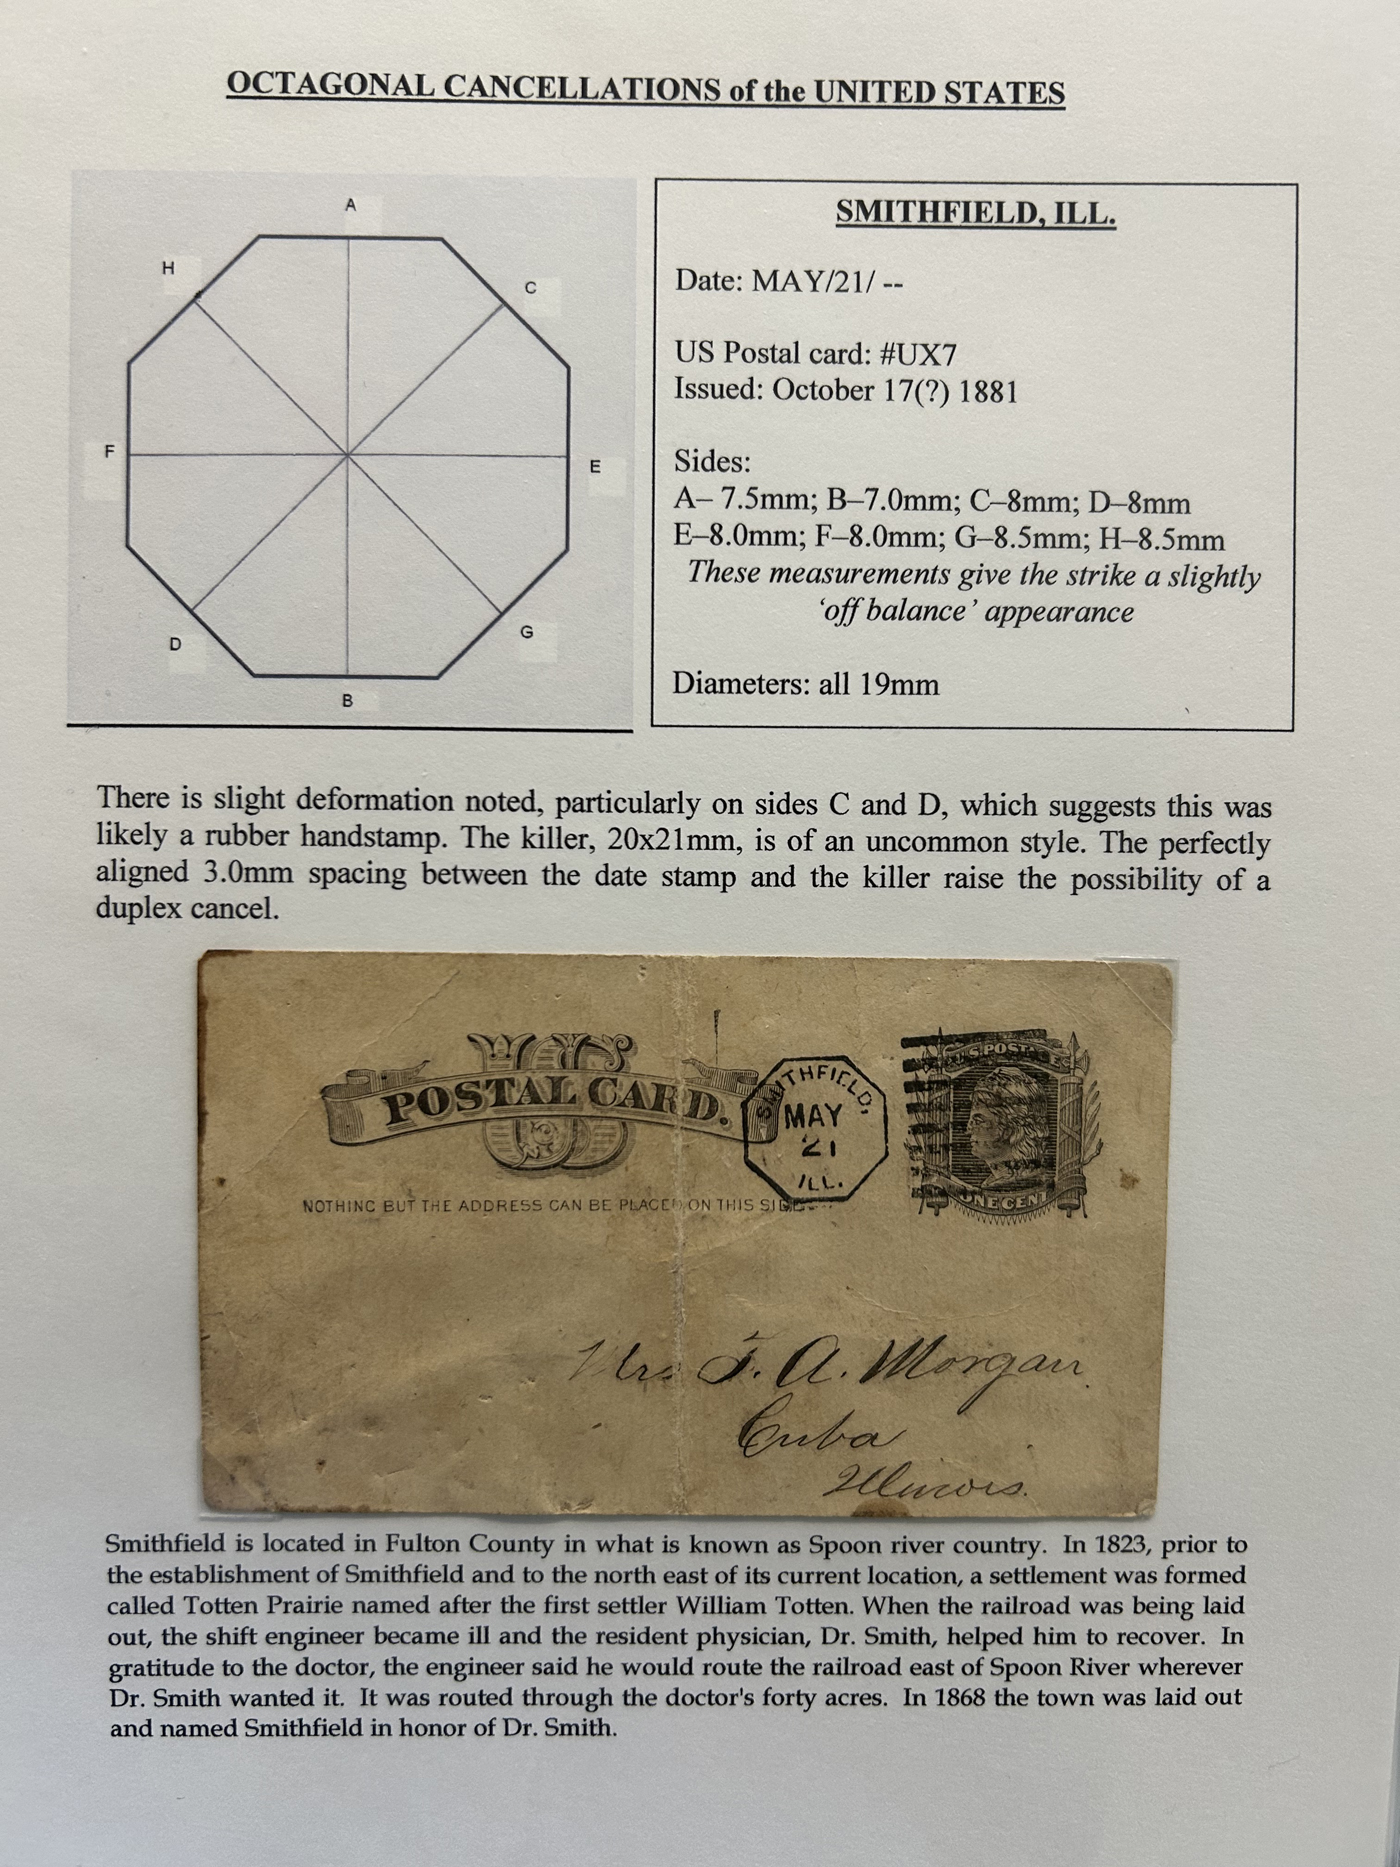 OCTAGONAL CANCELLATIONS of the UNITED STATES
A
H
C
F
E
D
G
B
SMITHFIELD, ILL.
Date: MAY/21/ --
US Postal card: #UX7
Issued: October 17(?) 1881
Sides:
A– 7.5mm; B–7.0mm; C–8mm; D–8mm
E–8.0mm; F–8.0mm; G–8.5mm; H–8.5mm
These measurements give the strike a slightly
‘off balance’ appearance
Diameters: all 19mm
There is slight deformation noted, particularly on sides C and D, which suggests this was
likely a rubber handstamp. The killer, 20x21mm, is of an uncommon style. The perfectly
aligned 3.0mm spacing between the date stamp and the killer raise the possibility of a
duplex cancel.
US
POSTAL CARD.
NOTHING BUT THE ADDRESS CAN BE PLACED ON THIS SIDE
SMITHFIELD,
MAY
21
ILL.
U.S. POSTAGE
ONE CENT
Mrs F. A. Morgan
Cuba
Illinois.
Smithfield is located in Fulton County in what is known as Spoon river country. In 1823, prior to
the establishment of Smithfield and to the north east of its current location, a settlement was formed
called Totten Prairie named after the first settler William Totten. When the railroad was being laid
out, the shift engineer became ill and the resident physician, Dr. Smith, helped him to recover. In
gratitude to the doctor, the engineer said he would route the railroad east of Spoon River wherever
Dr. Smith wanted it. It was routed through the doctor's forty acres. In 1868 the town was laid out
and named Smithfield in honor of Dr. Smith.